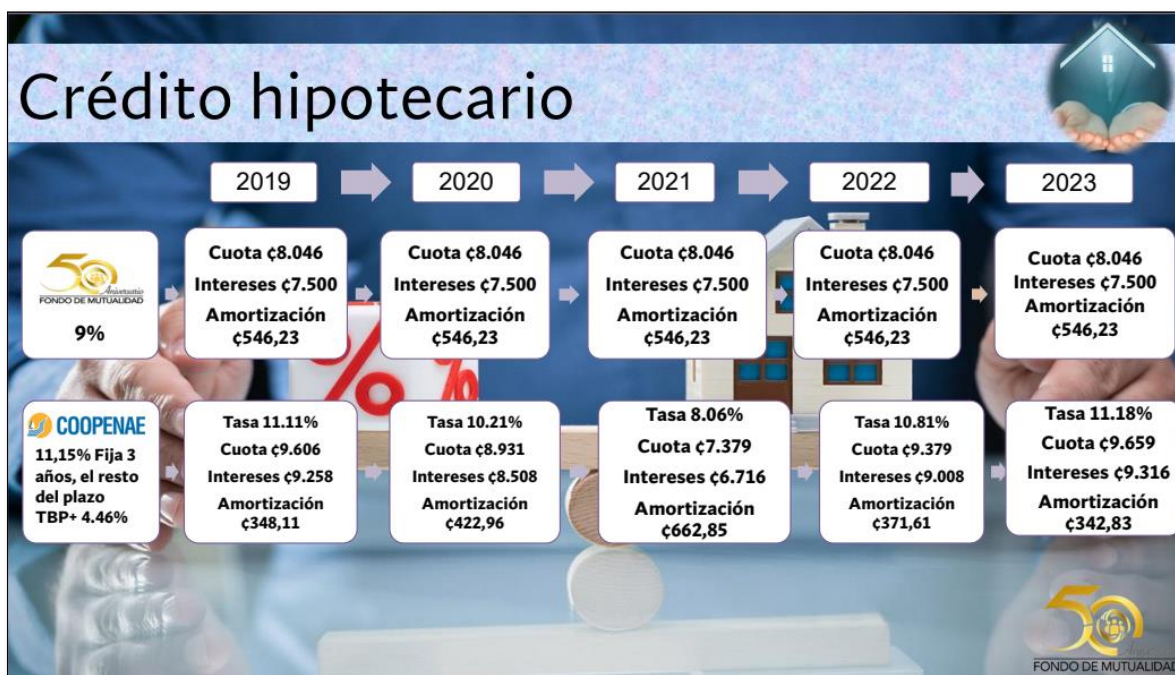 Crédito hipotecario
2019
2020
2021
2022
2023
50
Aniversario
FONDO DE MUTUALIDAD
9%
Cuota ¢8.046
Intereses ¢7.500
Amortización
¢546,23
Cuota ¢8.046
Intereses ¢7.500
Amortización
¢546,23
Cuota ¢8.046
Intereses ¢7.500
Amortización
¢546,23
Cuota ¢8.046
Intereses ¢7.500
Amortización
¢546,23
Cuota ¢8.046
Intereses ¢7.500
Amortización
¢546,23
% %
COOPENAE
11,15% Fija 3
años, el resto
del plazo
TBP+ 4.46%
Tasa 11.11%
Cuota ¢9.606
Intereses ¢9.258
Amortización
¢348,11
Tasa 10.21%
Cuota ¢8.931
Intereses ¢8.508
Amortización
¢422,96
Tasa 8.06%
Cuota ¢7.379
Intereses ¢6.716
Amortización
¢662,85
Tasa 10.81%
Cuota ¢9.379
Intereses ¢9.008
Amortización
¢371,61
Tasa 11.18%
Cuota ¢9.659
Intereses ¢9.316
Amortización
¢342,83
50
FONDO DE MUTUALIDAD